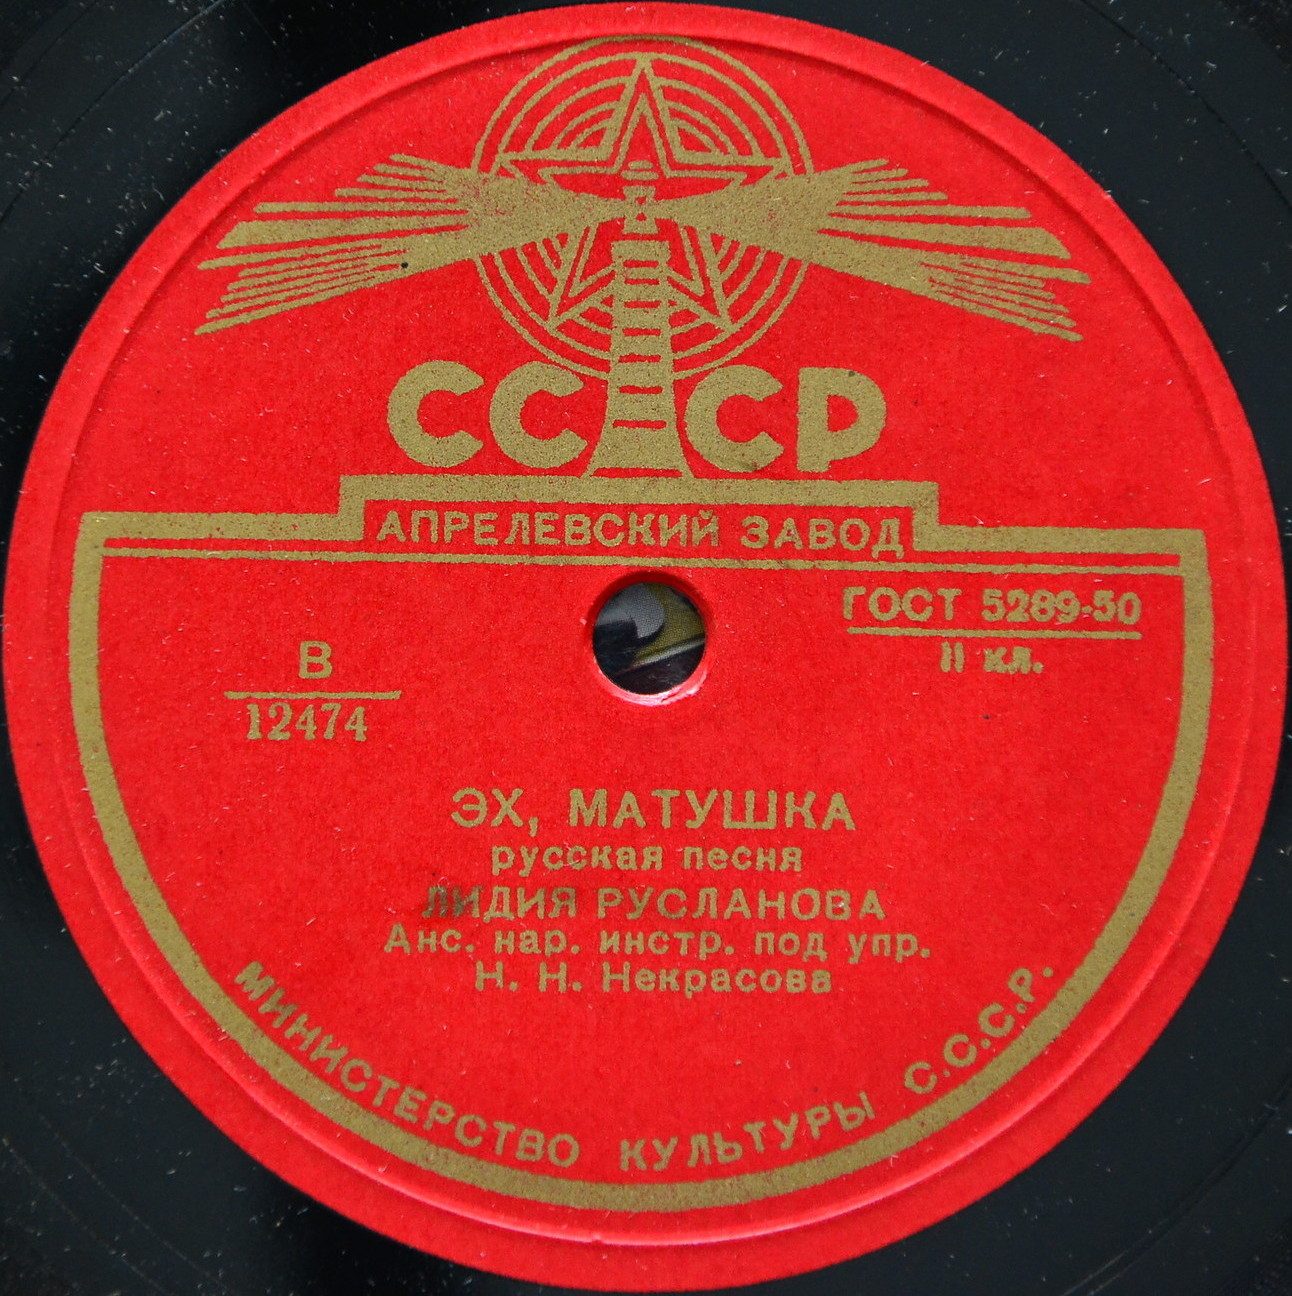 СССР
АПРЕЛЕВСКИЙ ЗАВОД
ГОСТ 5289-50
II кл.
В
12474
ЭХ, МАТУШКА
русская песня
ЛИДИЯ РУСЛАНОВА
Анс. нар. инстр. под упр.
Н. Н. Некрасова
МИНИСТЕРСТВО КУЛЬТУРЫ С.С.С.Р.